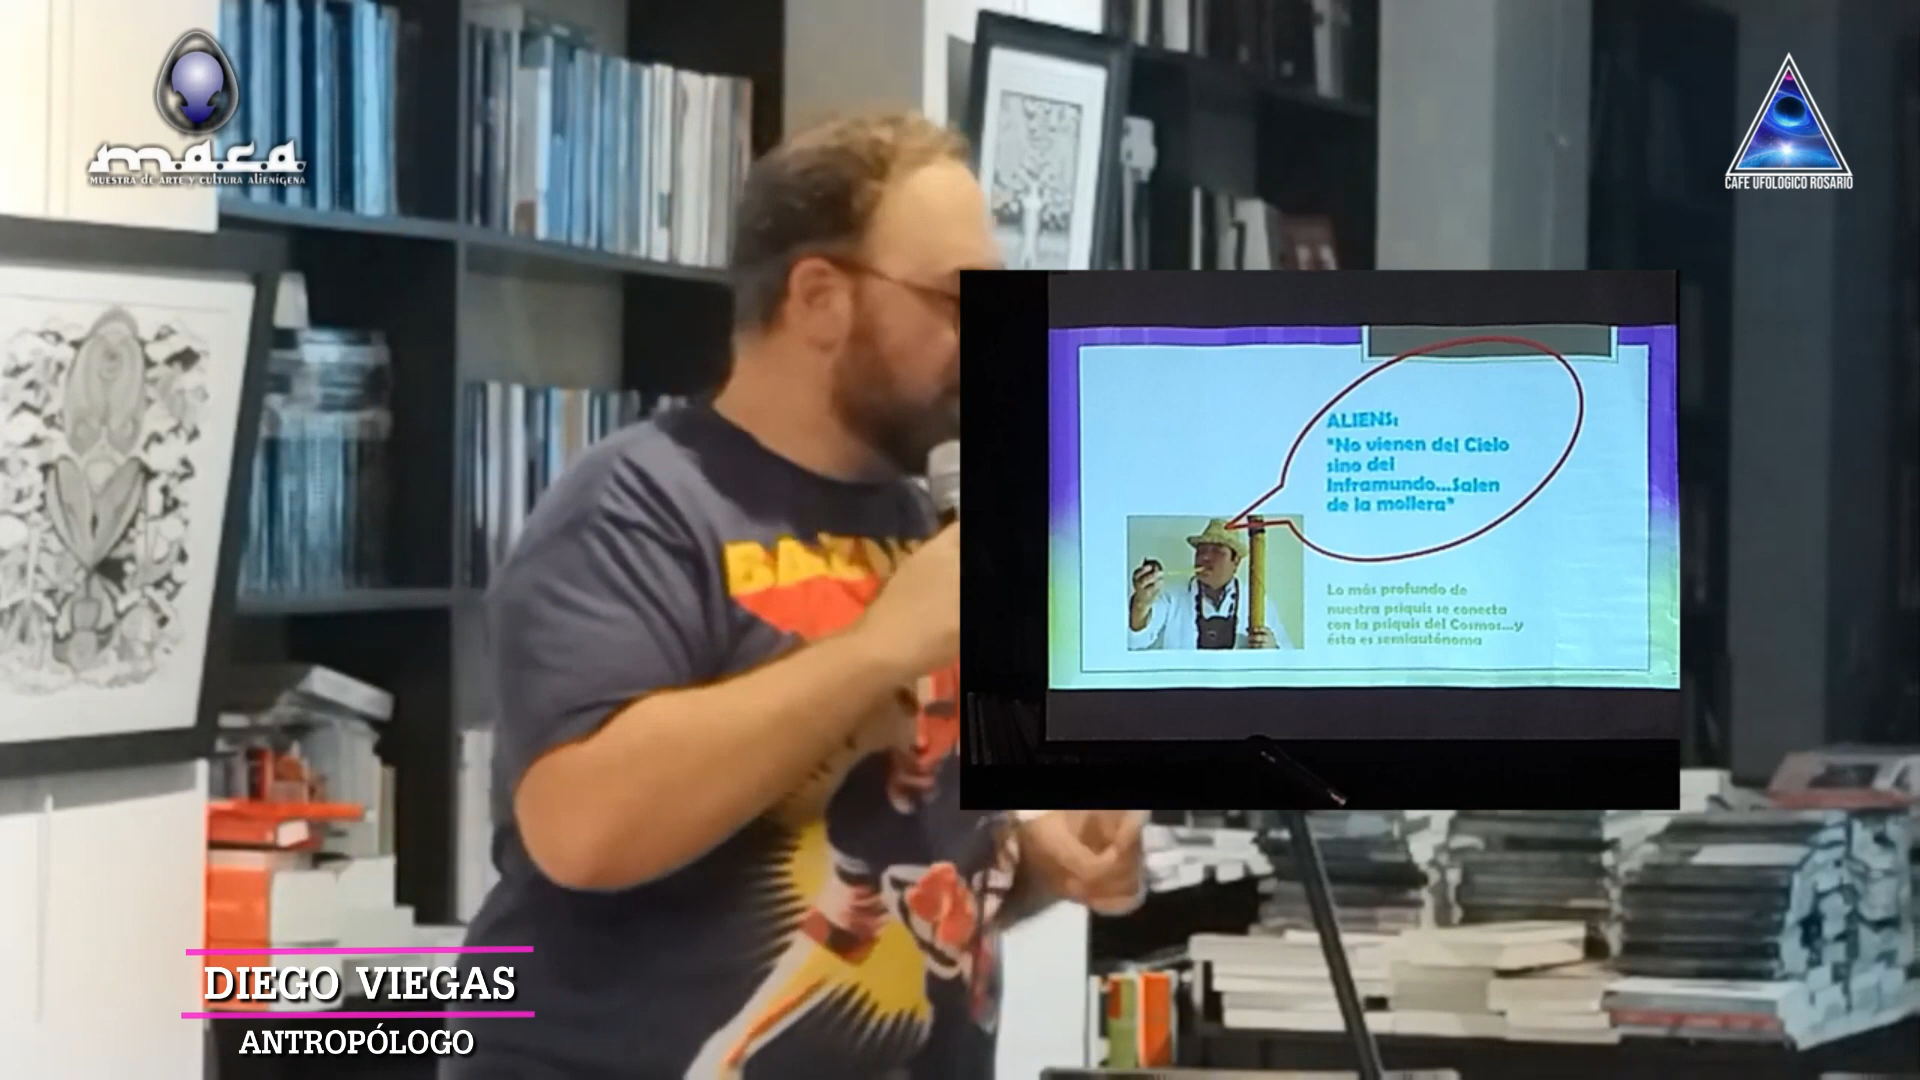 m.a.c.a.
MUESTRA de ARTE y CULTURA ALIENÍGENA
CAFE UFOLOGICO ROSARIO
ALIENS:
"No vienen del Cielo
sino del
Inframundo...Salen
de la mollera"
Lo más profundo de
nuestra psiquis se conecta
con la psiquis del Cosmos...y
ésta es semiautónoma
DIEGO VIEGAS
ANTROPÓLOGO